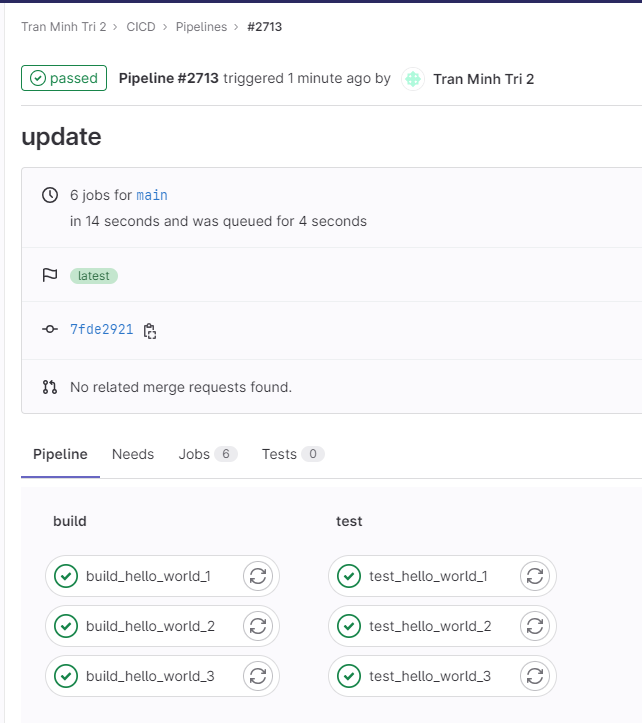 Tran Minh Tri 2 > CICD > Pipelines > #2713
passed Pipeline #2713 triggered 1 minute ago by Tran Minh Tri 2
update
6 jobs for main
in 14 seconds and was queued for 4 seconds
latest
7fde2921
No related merge requests found.
Pipeline Needs Jobs 6 Tests 0
build test
build_hello_world_1 test_hello_world_1
build_hello_world_2 test_hello_world_2
build_hello_world_3 test_hello_world_3